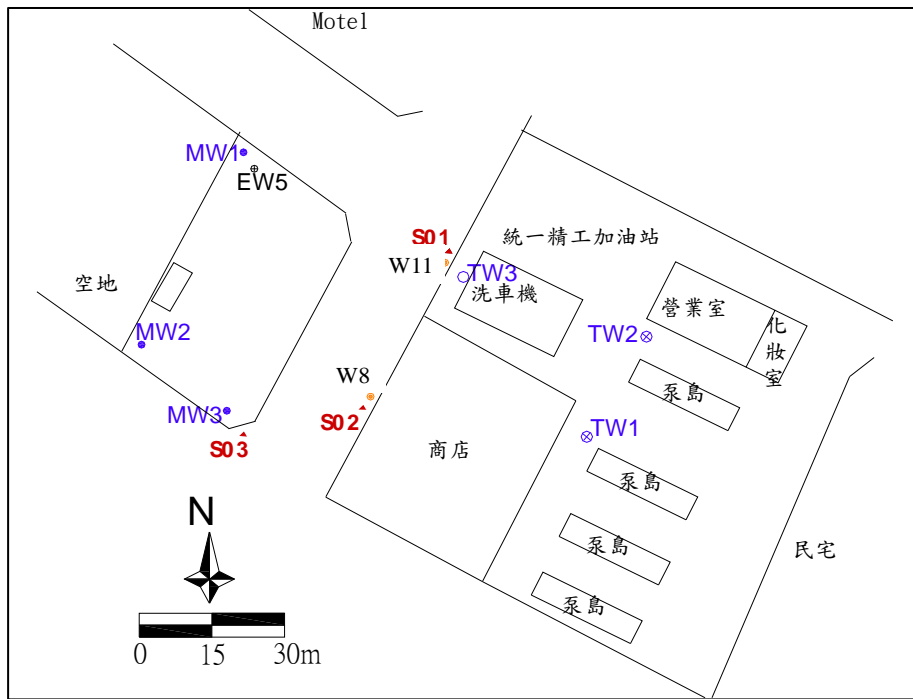 Motel
MW1
EW5
S01
統一精工加油站
W11
TW3
空地
洗車機
營業室
化妝室
MW2
TW2
W8
泵島
MW3
S02
TW1
S03
商店
泵島
N
泵島
民宅
泵島
0 15 30m